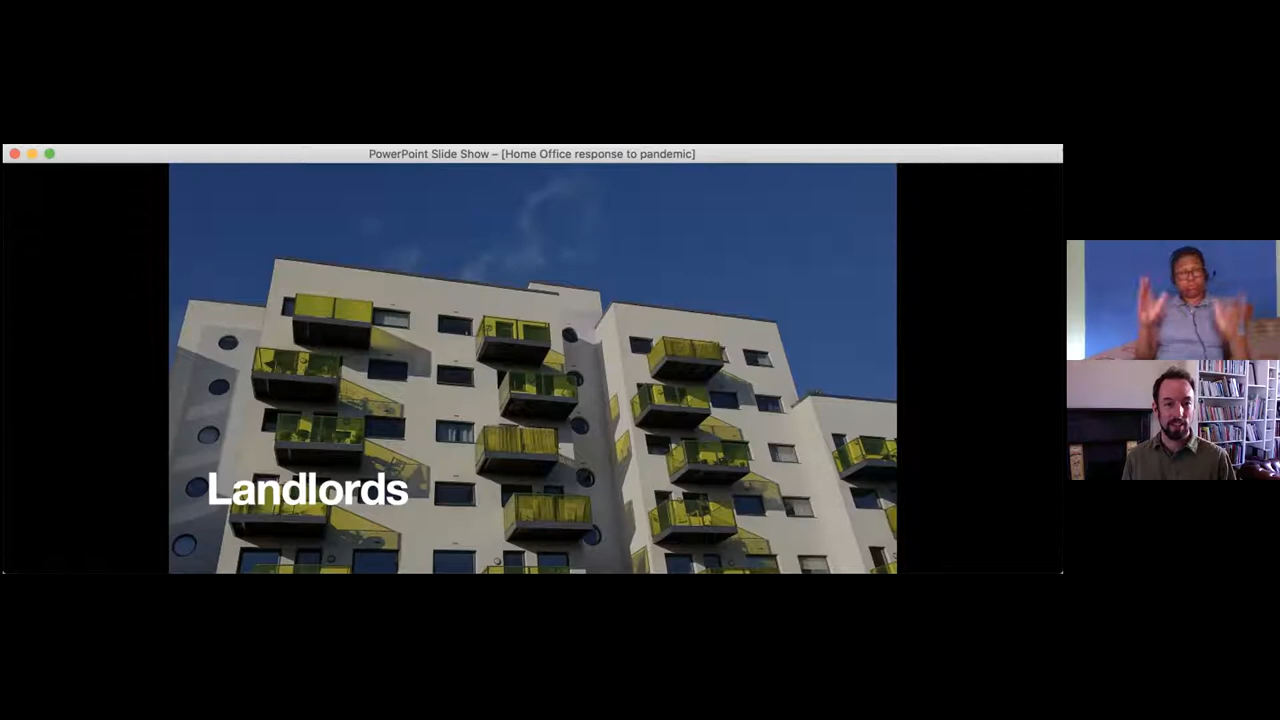 PowerPoint Slide Show – [Home Office response to pandemic]
Landlords